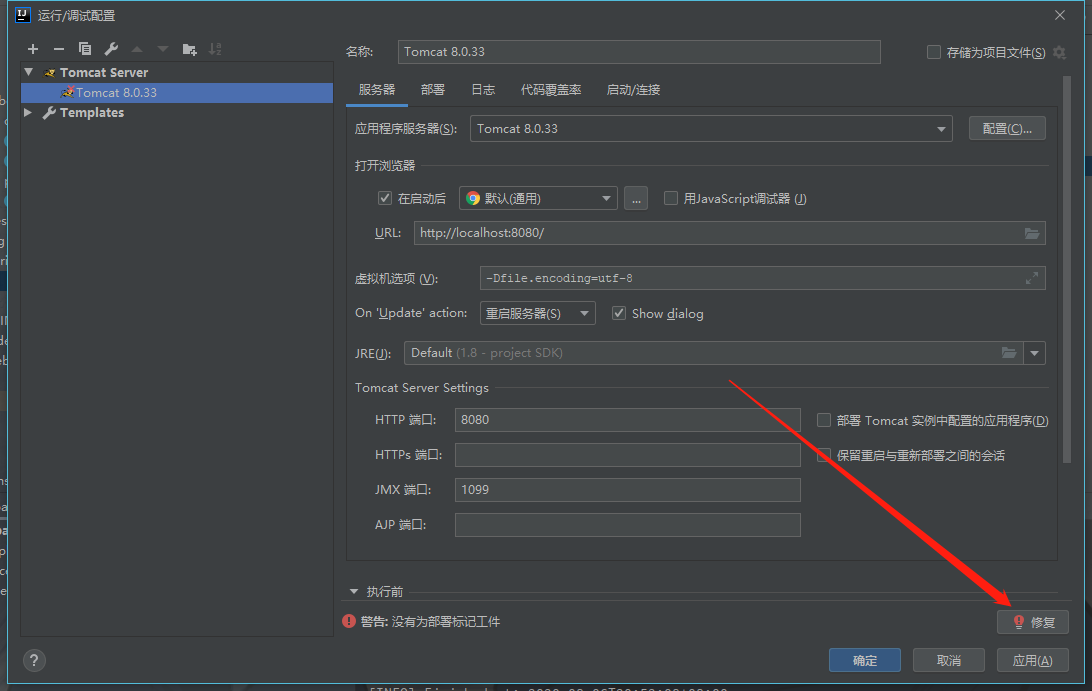 运行/调试配置
名称: Tomcat 8.0.33 存储为项目文件(S)
Tomcat Server
Tomcat 8.0.33
Templates
服务器 部署 日志 代码覆盖率 启动/连接
应用程序服务器(S): Tomcat 8.0.33 配置(C)...
打开浏览器
在启动后 默认(通用) ... 用JavaScript调试器 (J)
URL: http://localhost:8080/
虚拟机选项 (V): -Dfile.encoding=utf-8
On 'Update' action: 重启服务器(S) Show dialog
JRE(J): Default (1.8 - project SDK)
Tomcat Server Settings
HTTP 端口: 8080 部署 Tomcat 实例中配置的应用程序(D)
HTTPs 端口: 保留重启与重新部署之间的会话
JMX 端口: 1099
AJP 端口:
执行前
警告: 没有为部署标记工件 修复
? 确定 取消 应用(A)